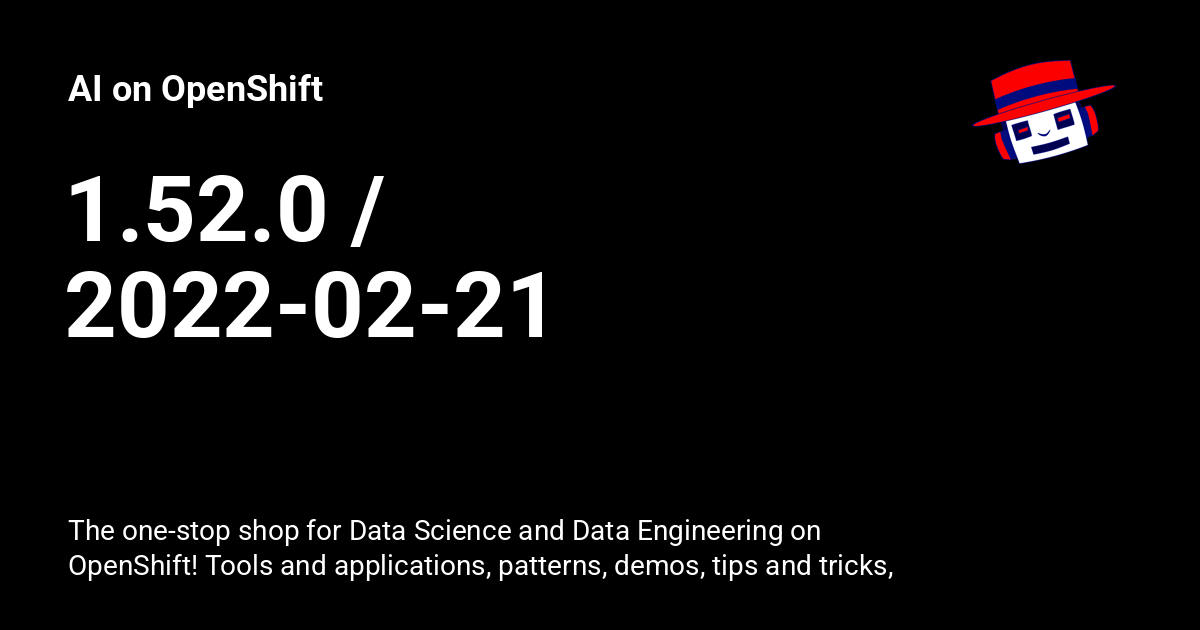 AI on OpenShift
1.52.0 /
2022-02-21
The one-stop shop for Data Science and Data Engineering on
OpenShift! Tools and applications, patterns, demos, tips and tricks,